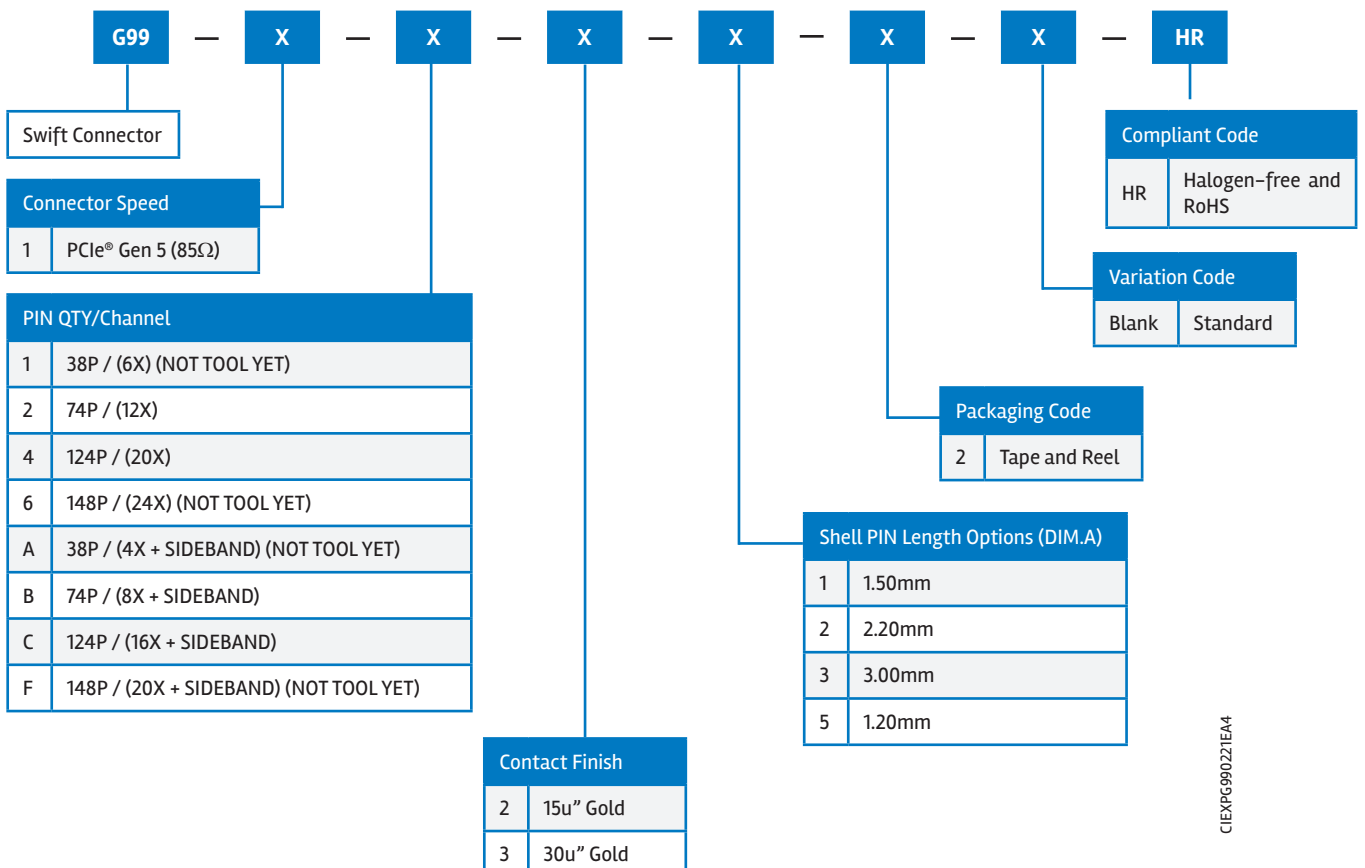 G99 — X — X — X — X — X — X — HR
Swift Connector
Connector Speed
1 PCIe® Gen 5 (85Ω)
PIN QTY/Channel
1 38P / (6X) (NOT TOOL YET)
2 74P / (12X)
4 124P / (20X)
6 148P / (24X) (NOT TOOL YET)
A 38P / (4X + SIDEBAND) (NOT TOOL YET)
B 74P / (8X + SIDEBAND)
C 124P / (16X + SIDEBAND)
F 148P / (20X + SIDEBAND) (NOT TOOL YET)
Contact Finish
2 15u” Gold
3 30u” Gold
Shell PIN Length Options (DIM.A)
1 1.50mm
2 2.20mm
3 3.00mm
5 1.20mm
Packaging Code
2 Tape and Reel
Variation Code
Blank Standard
Compliant Code
HR Halogen-free and
RoHS
CIEXPG990221EA4